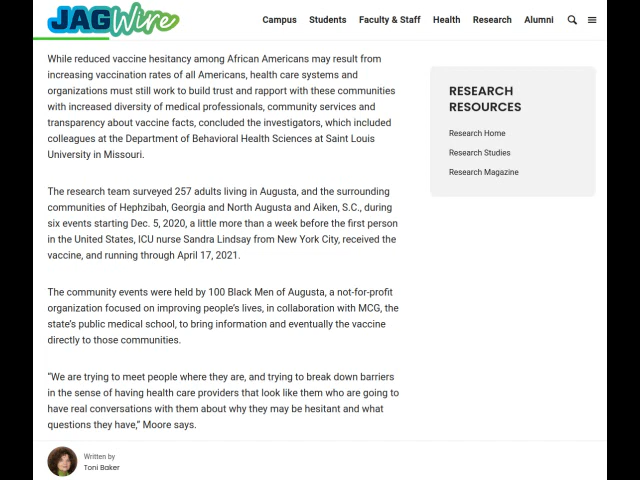 JAGWire
Campus Students Faculty & Staff Health Research Alumni
While reduced vaccine hesitancy among African Americans may result from
increasing vaccination rates of all Americans, health care systems and
organizations must still work to build trust and rapport with these communities
with increased diversity of medical professionals, community services and
transparency about vaccine facts, concluded the investigators, which included
colleagues at the Department of Behavioral Health Sciences at Saint Louis
University in Missouri.
The research team surveyed 257 adults living in Augusta, and the surrounding
communities of Hephzibah, Georgia and North Augusta and Aiken, S.C., during
six events starting Dec. 5, 2020, a little more than a week before the first person
in the United States, ICU nurse Sandra Lindsay from New York City, received the
vaccine, and running through April 17, 2021.
The community events were held by 100 Black Men of Augusta, a not-for-profit
organization focused on improving people's lives, in collaboration with MCG, the
state's public medical school, to bring information and eventually the vaccine
directly to those communities.
“We are trying to meet people where they are, and trying to break down barriers
in the sense of having health care providers that look like them who are going to
have real conversations with them about why they may be hesitant and what
questions they have,” Moore says.
RESEARCH
RESOURCES
Research Home
Research Studies
Research Magazine
Written by
Toni Baker